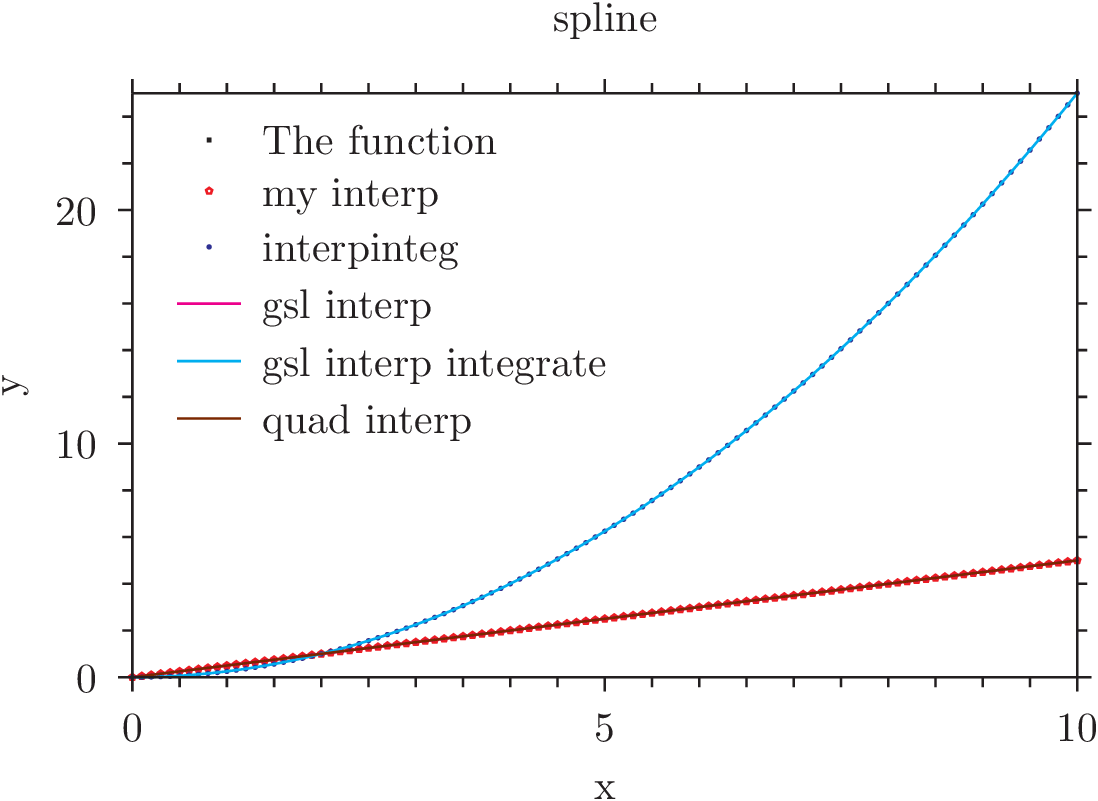 spline
The function
my interp
interpinteg
gsl interp
gsl interp integrate
quad interp
20
10
0
y
0 5 10
x